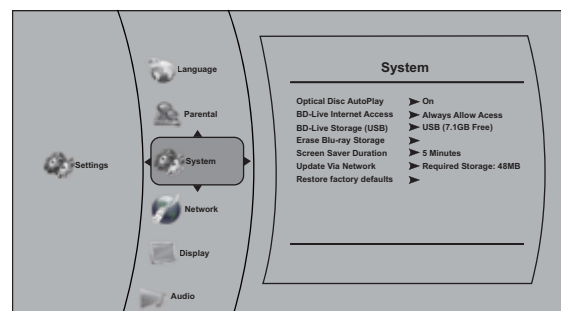 Settings
Language
Parental
System
Network
Display
Audio
System
Optical Disc AutoPlay On
BD-Live Internet Access Always Allow Acess
BD-Live Storage (USB) USB (7.1GB Free)
Erase Blu-ray Storage
Screen Saver Duration 5 Minutes
Update Via Network Required Storage: 48MB
Restore factory defaults